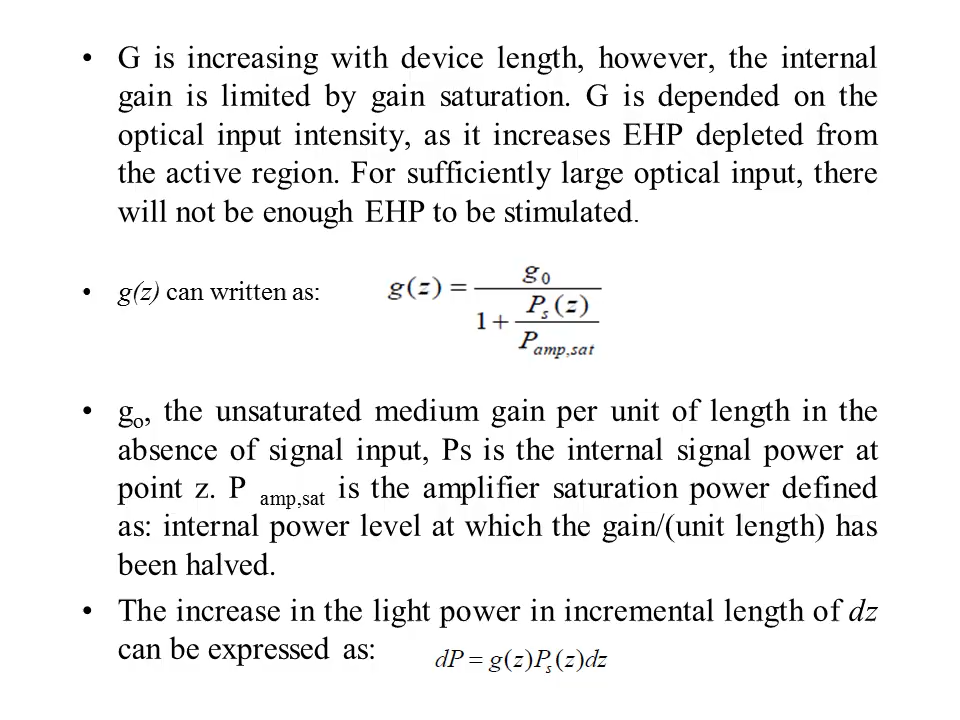 • G is increasing with device length, however, the internal
gain is limited by gain saturation. G is depended on the
optical input intensity, as it increases EHP depleted from
the active region. For sufficiently large optical input, there
will not be enough EHP to be stimulated.
• g(z) can written as: g(z) = g₀ / (1 + Pₛ(z) / P_amp,sat)
• gₒ, the unsaturated medium gain per unit of length in the
absence of signal input, Ps is the internal signal power at
point z. P amp,sat is the amplifier saturation power defined
as: internal power level at which the gain/(unit length) has
been halved.
• The increase in the light power in incremental length of dz
can be expressed as: dP = g(z)Pₛ(z)dz